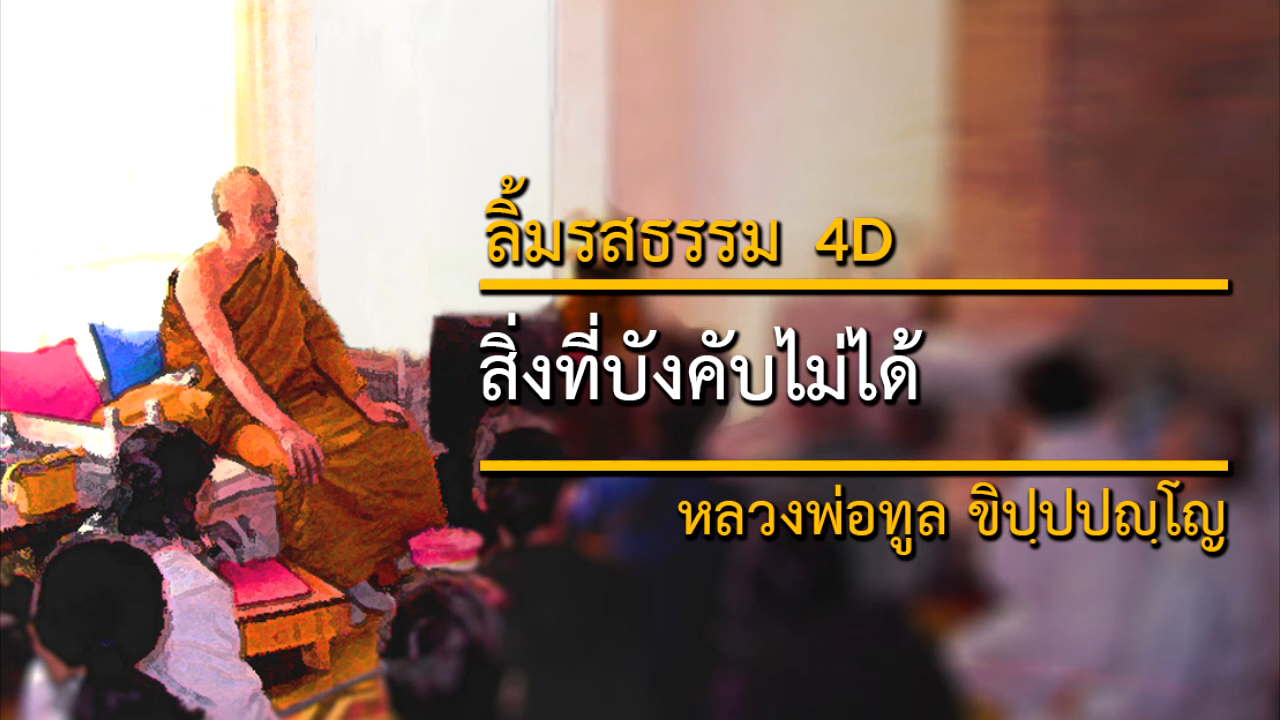 ลิ้มรสธรรม 4D
สิ่งที่บังคับไม่ได้
หลวงพ่อทูล ขิปฺปปญฺโญ